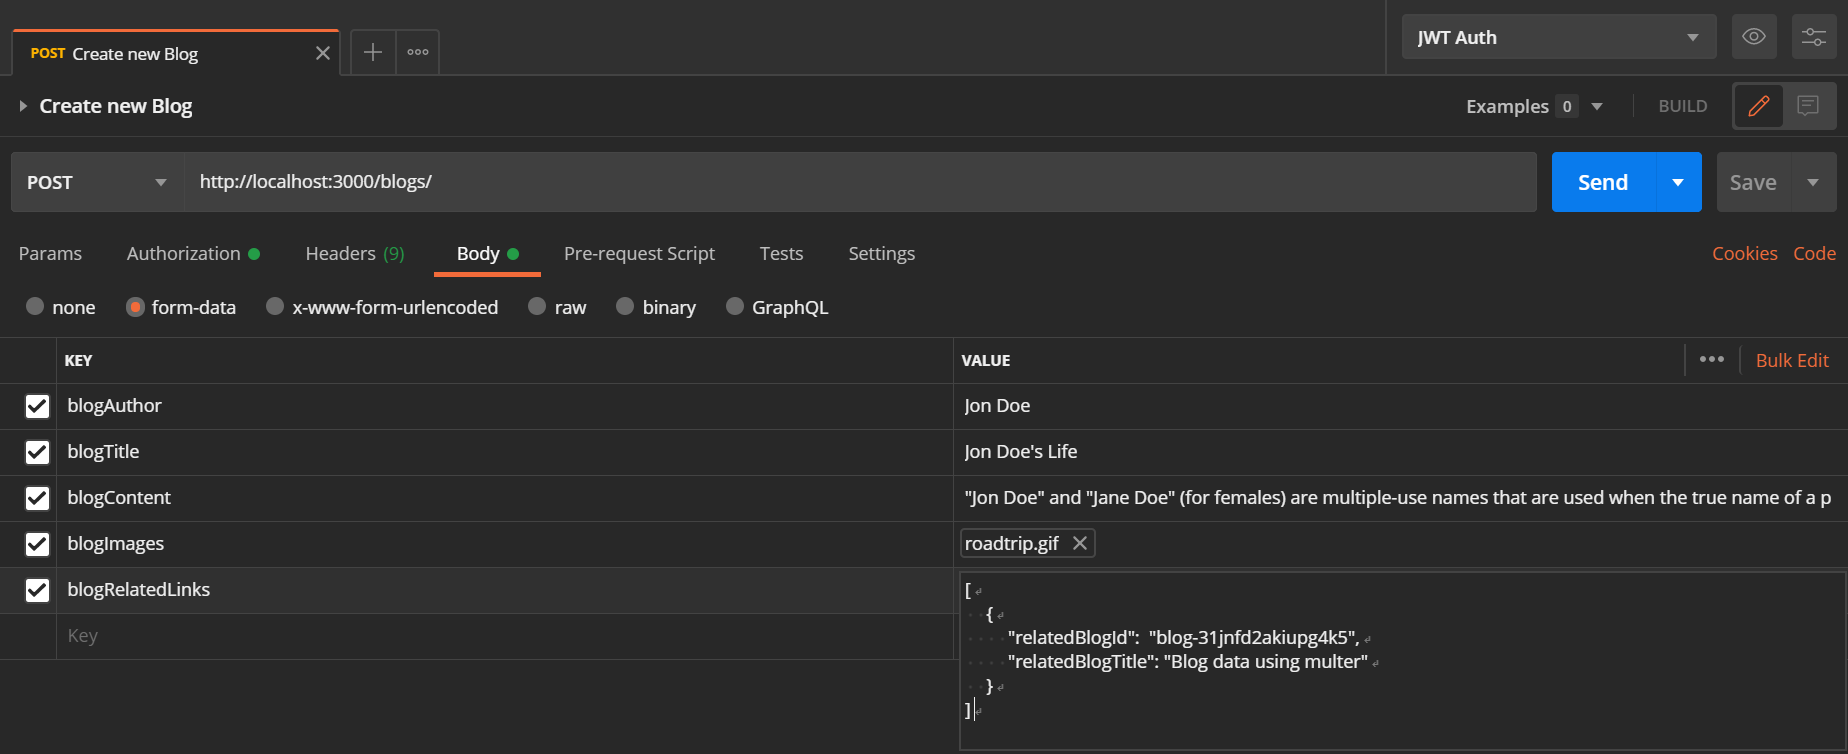 POST Create new Blog
JWT Auth
Create new Blog
Examples 0
BUILD
POST http://localhost:3000/blogs/
Send
Save
Params Authorization Headers (9) Body Pre-request Script Tests Settings Cookies Code
none form-data x-www-form-urlencoded raw binary GraphQL
KEY VALUE Bulk Edit
blogAuthor Jon Doe
blogTitle Jon Doe's Life
blogContent "Jon Doe" and "Jane Doe" (for females) are multiple-use names that are used when the true name of a p
blogImages roadtrip.gif
blogRelatedLinks
[
{
"relatedBlogId": "blog-31jnfd2akiupg4k5",
"relatedBlogTitle": "Blog data using multer"
}
]
Key